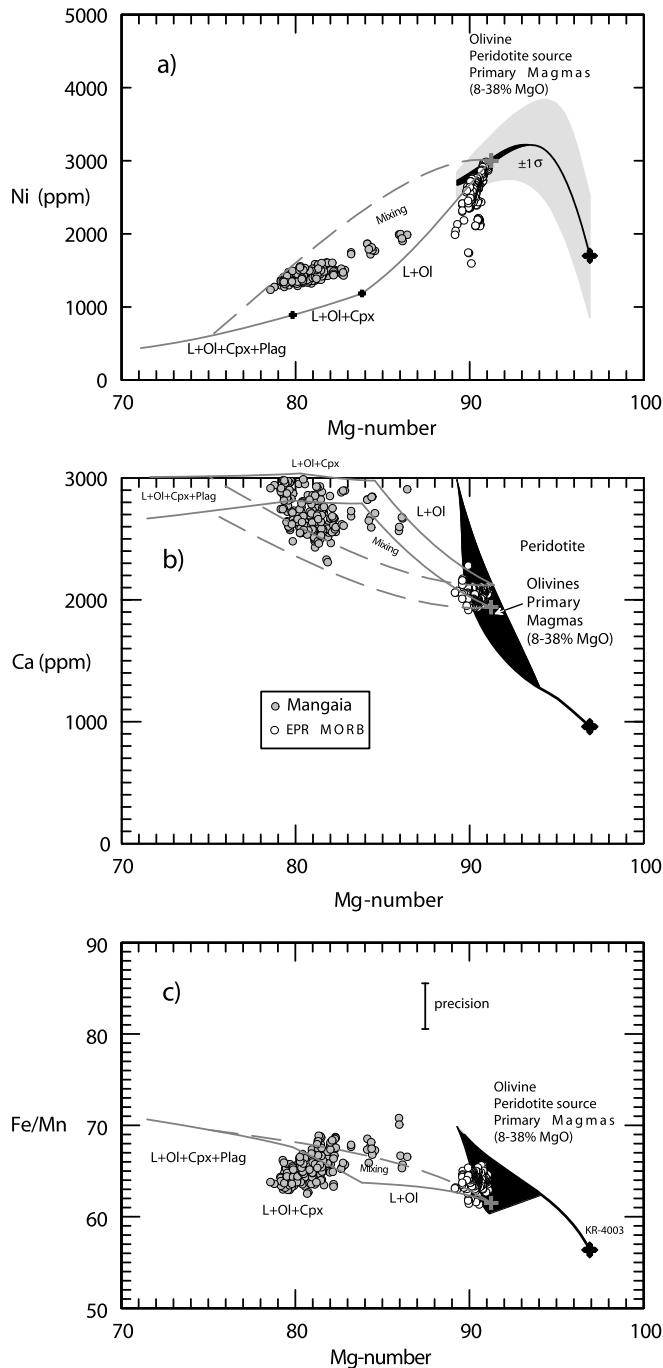 5000
4000
3000
2000
1000
0
Ni (ppm)
a)
Olivine
Peridotite source
Primary Magmas
(8-38% MgO)
±1σ
Mixing
L+Ol
L+Ol+Cpx
L+Ol+Cpx+Plag
70 80 90 100
Mg-number
3000
2000
1000
0
Ca (ppm)
b)
L+Ol+Cpx
L+Ol+Cpx+Plag
L+Ol
Mixing
Peridotite
Olivines
Primary
Magmas
(8-38% MgO)
Mangaia
EPR MORB
70 80 90 100
Mg-number
90
80
70
60
50
Fe/Mn
c)
precision
Olivine
Peridotite source
Primary Magmas
(8-38% MgO)
L+Ol+Cpx+Plag
Mixing
L+Ol
L+Ol+Cpx
KR-4003
70 80 90 100
Mg-number